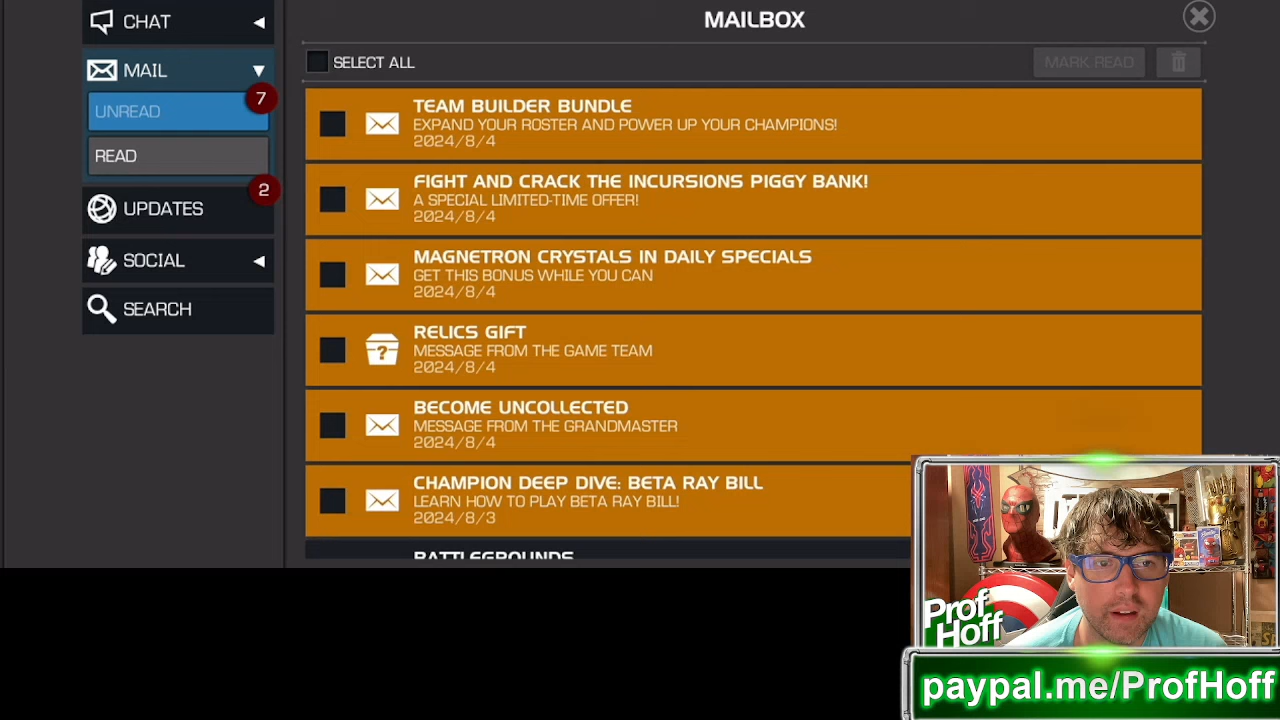 CHAT
MAIL
7
UNREAD
READ
2
UPDATES
SOCIAL
SEARCH
MAILBOX
SELECT ALL
MARK READ
TEAM BUILDER BUNDLE
EXPAND YOUR ROSTER AND POWER UP YOUR CHAMPIONS!
2024/8/4
FIGHT AND CRACK THE INCURSIONS PIGGY BANK!
A SPECIAL LIMITED-TIME OFFER!
2024/8/4
MAGNETRON CRYSTALS IN DAILY SPECIALS
GET THIS BONUS WHILE YOU CAN
2024/8/4
?
RELICS GIFT
MESSAGE FROM THE GAME TEAM
2024/8/4
BECOME UNCOLLECTED
MESSAGE FROM THE GRANDMASTER
2024/8/4
CHAMPION DEEP DIVE: BETA RAY BILL
LEARN HOW TO PLAY BETA RAY BILL!
2024/8/3
BATTLEGROUNDS
Prof
Hoff
paypal.me/ProfHoff